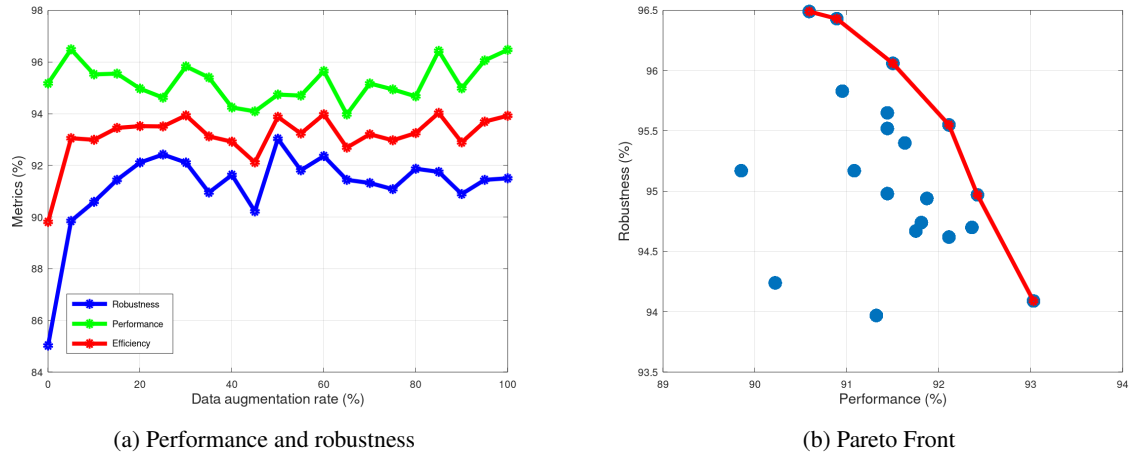 98
96
94
92
90
88
86
84
Metrics (%)
Robustness
Performance
Efficiency
0 20 40 60 80 100
Data augmentation rate (%)
(a) Performance and robustness
96.5
96
95.5
95
94.5
94
93.5
Robustness (%)
89 90 91 92 93 94
Performance (%)
(b) Pareto Front